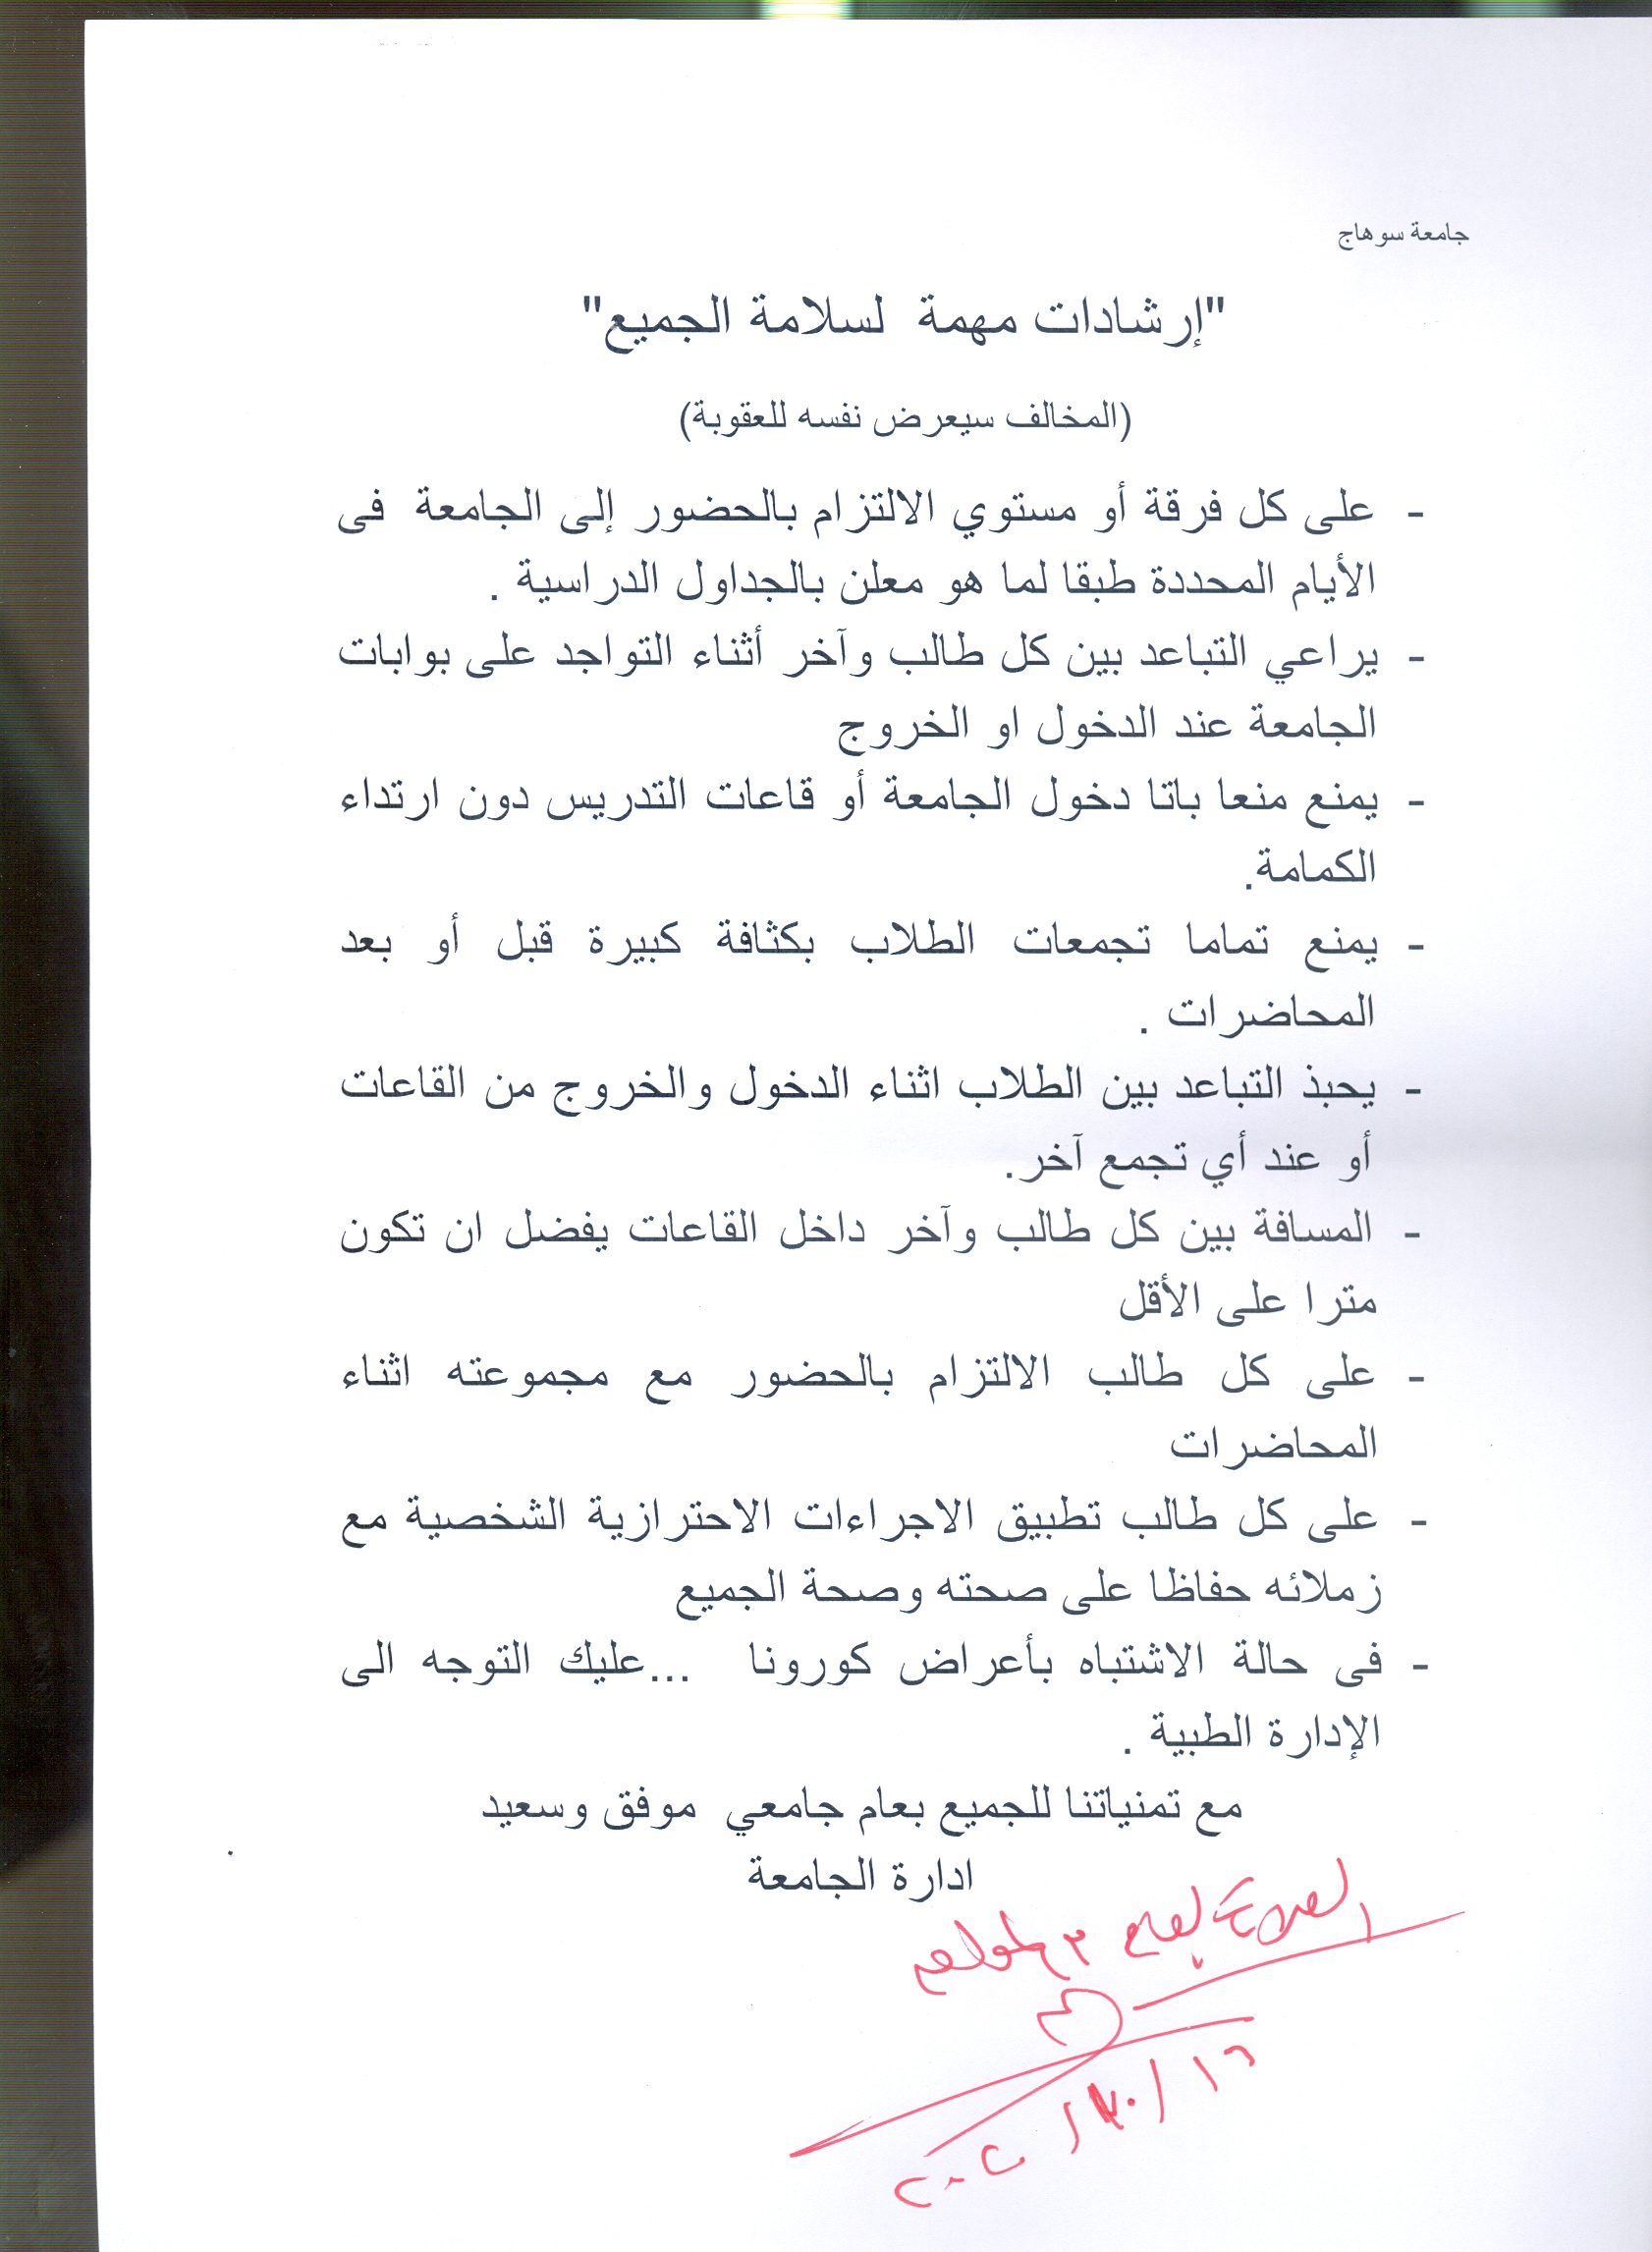 جامعة سوهاج
"إرشادات مهمة لسلامة الجميع"
(المخالف سيعرض نفسه للعقوبة)
- على كل فرقة أو مستوي الالتزام بالحضور إلى الجامعة فى
الأيام المحددة طبقا لما هو معلن بالجداول الدراسية .
- يراعي التباعد بين كل طالب وآخر أثناء التواجد على بوابات
الجامعة عند الدخول او الخروج
- يمنع منعا باتا دخول الجامعة أو قاعات التدريس دون ارتداء
الكمامة.
- يمنع تماما تجمعات الطلاب بكثافة كبيرة قبل أو بعد
المحاضرات .
- يحبذ التباعد بين الطلاب اثناء الدخول والخروج من القاعات
أو عند أي تجمع آخر.
- المسافة بين كل طالب وآخر داخل القاعات يفضل ان تكون
مترا على الأقل
- على كل طالب الالتزام بالحضور مع مجموعته اثناء
المحاضرات
- على كل طالب تطبيق الاجراءات الاحترازية الشخصية مع
زملائه حفاظا على صحته وصحة الجميع
- فى حالة الاشتباه بأعراض كورونا ...عليك التوجه الى
الإدارة الطبية .
مع تمنياتنا للجميع بعام جامعي موفق وسعيد
ادارة الجامعة